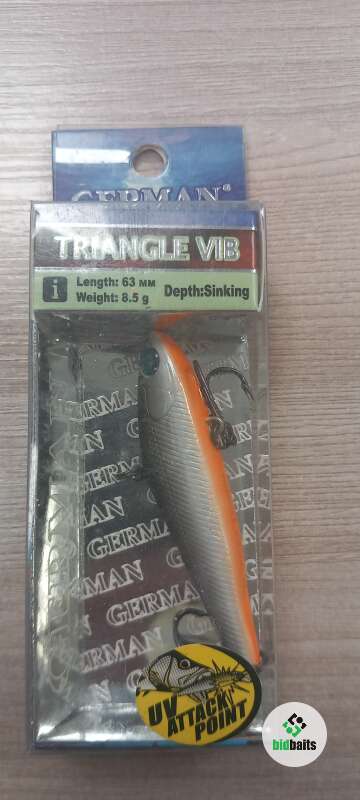 GERMAN®
TRIANGLE VIB
i Length: 63 мм
Weight: 8.5 g
Depth:Sinking
GERMAN
GERMAN
GERMAN
GERMAN
GERMAN
UV
ATTACK
POINT
bidbaits